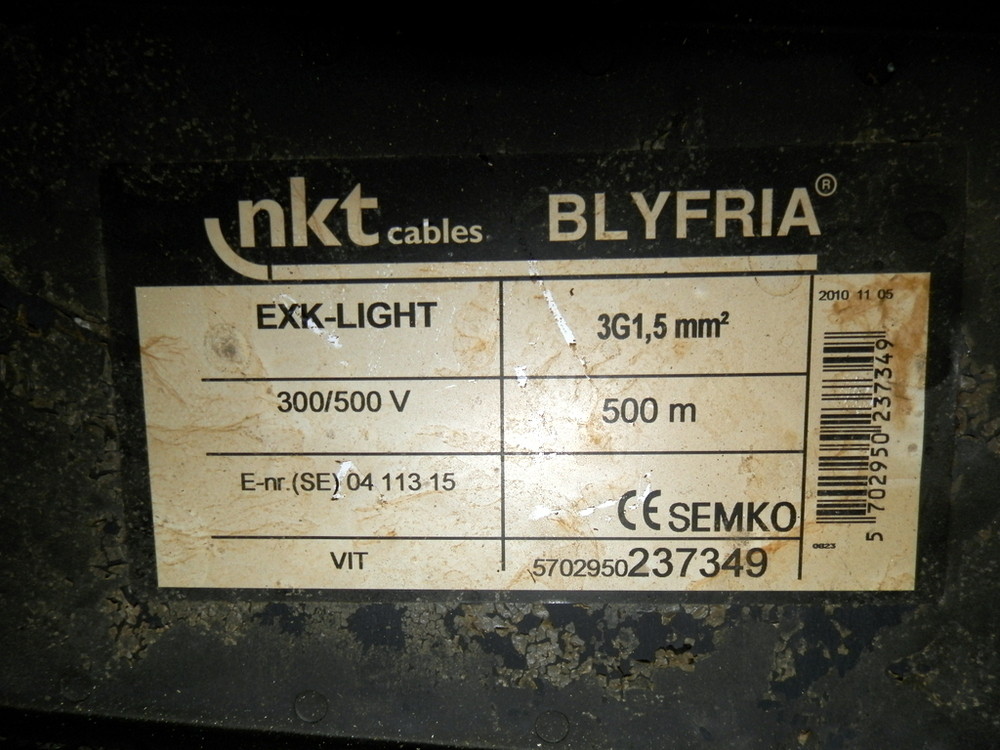 nkt cables BLYFRIA®
EXK-LIGHT
3G1,5 mm²
2010 11 05
300/500 V
500 m
E-nr.(SE) 04 113 15
CE SEMKO
VIT
5702950237349
5 702950 237349
0823